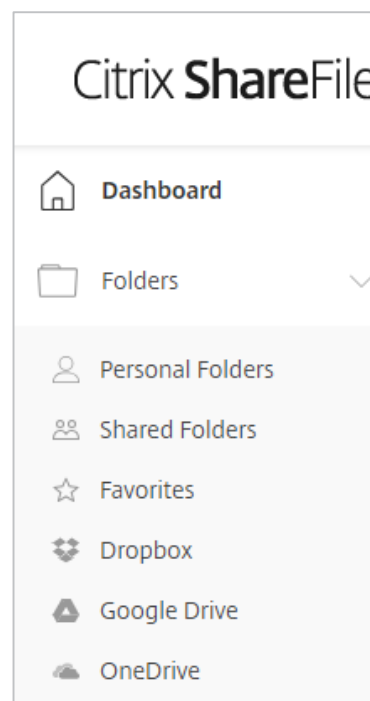 Citrix ShareFile
Dashboard
Folders
Personal Folders
Shared Folders
Favorites
Dropbox
Google Drive
OneDrive